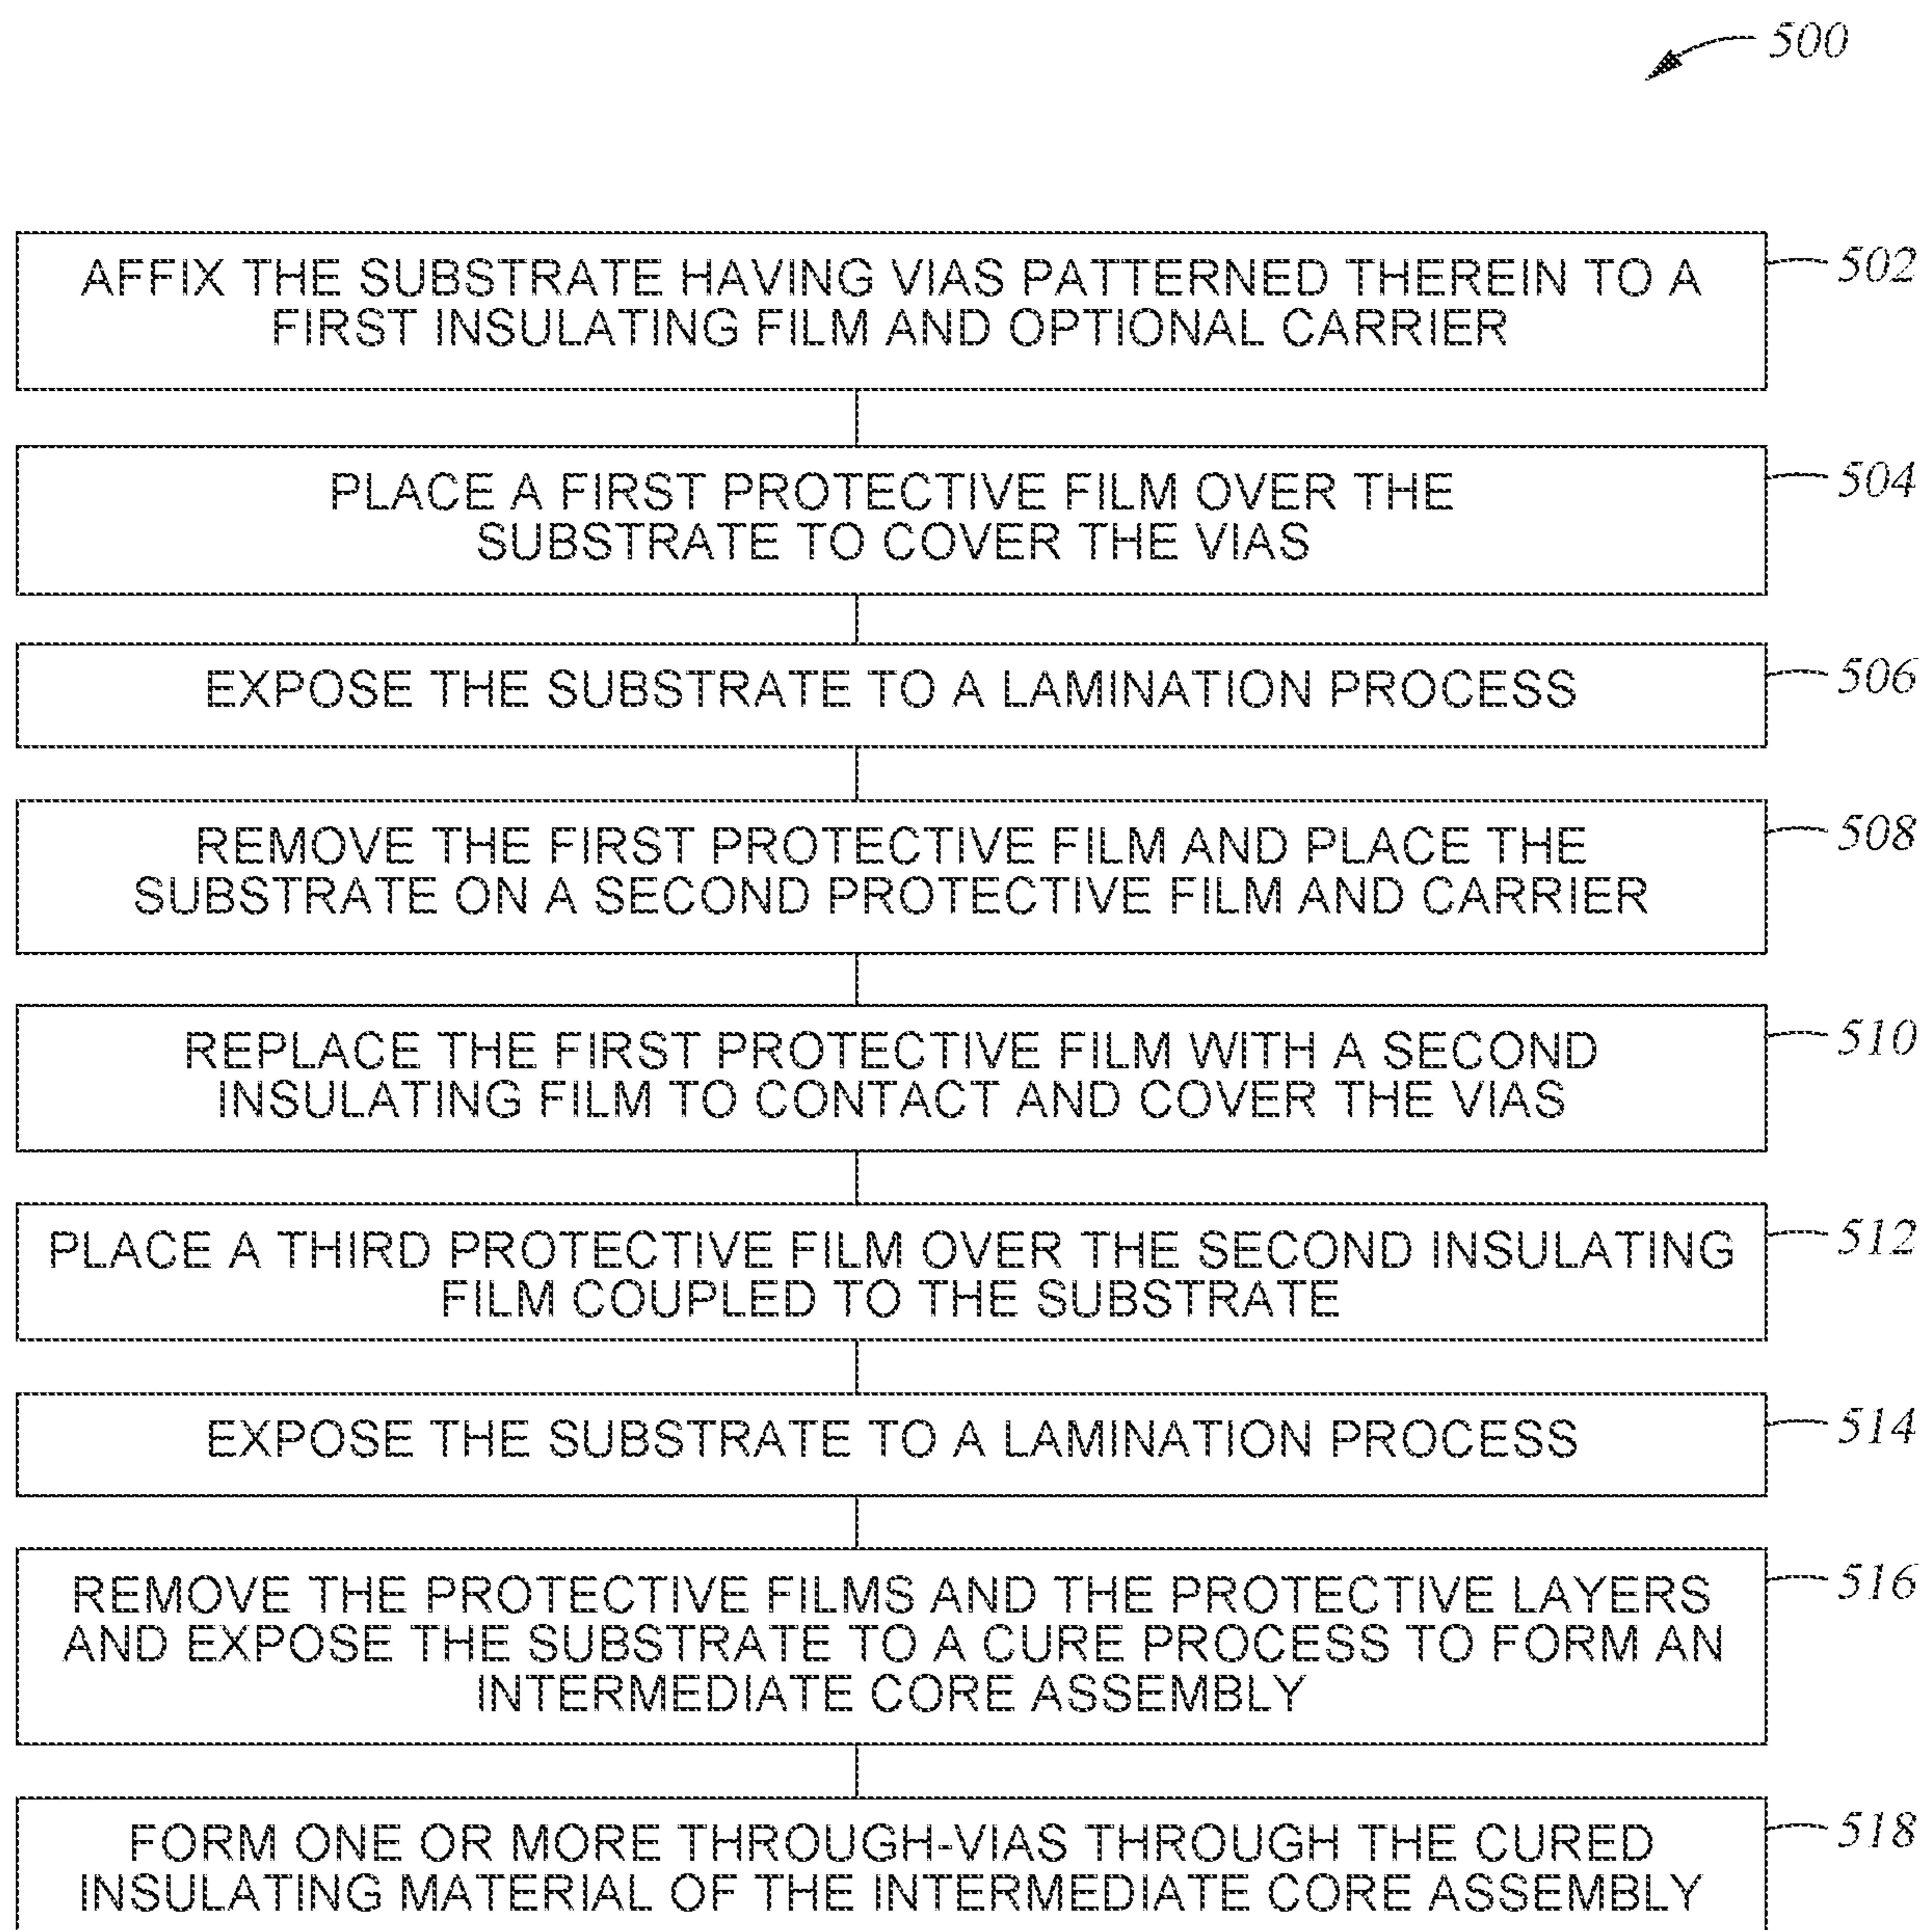 500
AFFIX THE SUBSTRATE HAVING VIAS PATTERNED THEREIN TO A
FIRST INSULATING FILM AND OPTIONAL CARRIER
502
PLACE A FIRST PROTECTIVE FILM OVER THE
SUBSTRATE TO COVER THE VIAS
504
EXPOSE THE SUBSTRATE TO A LAMINATION PROCESS
506
REMOVE THE FIRST PROTECTIVE FILM AND PLACE THE
SUBSTRATE ON A SECOND PROTECTIVE FILM AND CARRIER
508
REPLACE THE FIRST PROTECTIVE FILM WITH A SECOND
INSULATING FILM TO CONTACT AND COVER THE VIAS
510
PLACE A THIRD PROTECTIVE FILM OVER THE SECOND INSULATING
FILM COUPLED TO THE SUBSTRATE
512
EXPOSE THE SUBSTRATE TO A LAMINATION PROCESS
514
REMOVE THE PROTECTIVE FILMS AND THE PROTECTIVE LAYERS
AND EXPOSE THE SUBSTRATE TO A CURE PROCESS TO FORM AN
INTERMEDIATE CORE ASSEMBLY
516
FORM ONE OR MORE THROUGH-VIAS THROUGH THE CURED
INSULATING MATERIAL OF THE INTERMEDIATE CORE ASSEMBLY
518